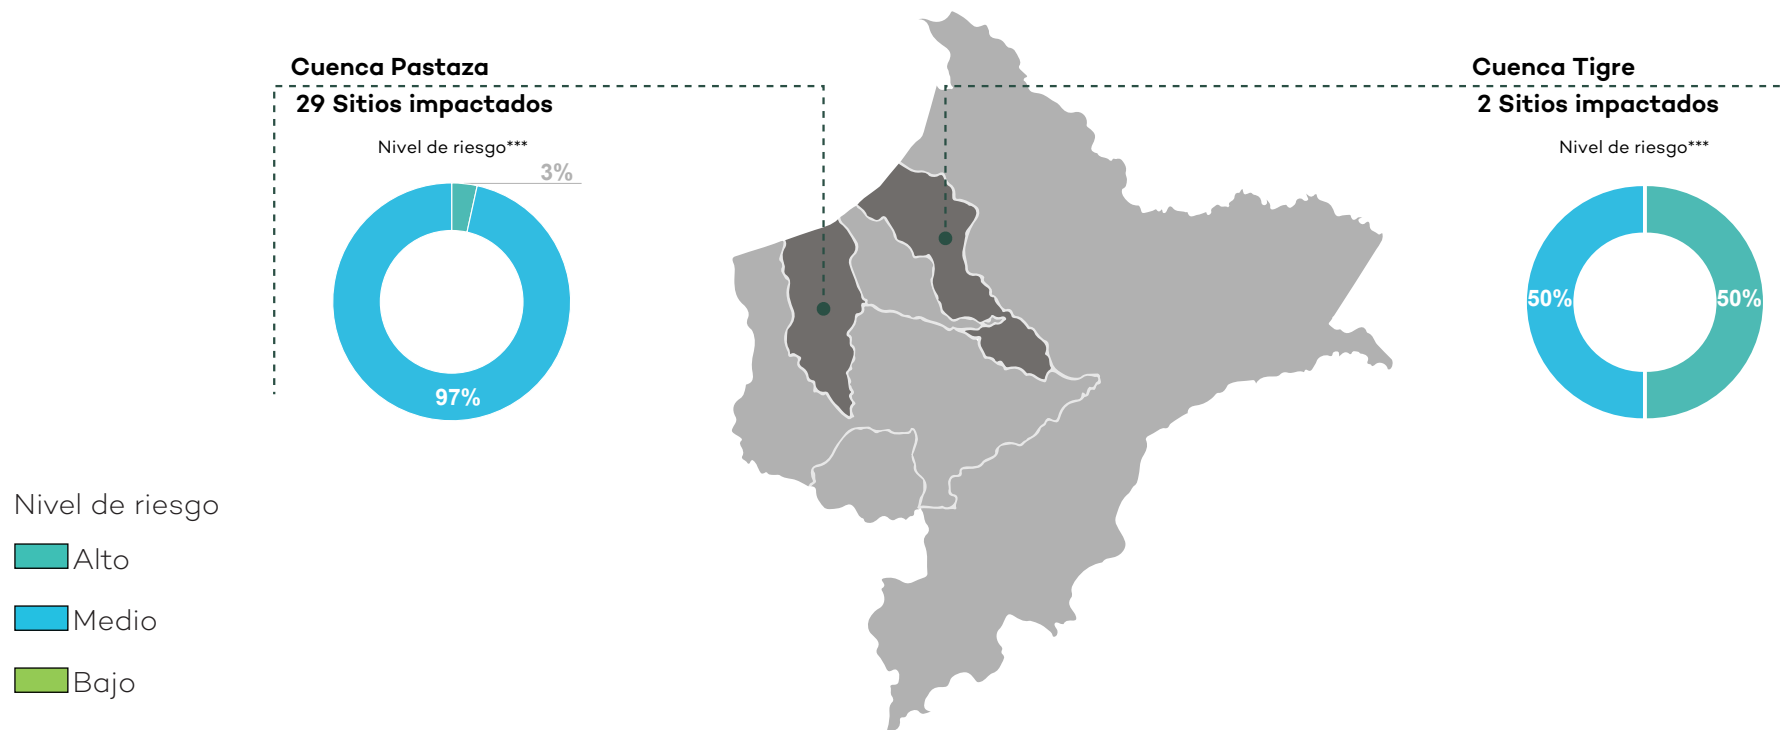 Cuenca Pastaza
29 Sitios impactados
Nivel de riesgo***
3%
97%
Cuenca Tigre
2 Sitios impactados
Nivel de riesgo***
50%
50%
Nivel de riesgo
Alto
Medio
Bajo